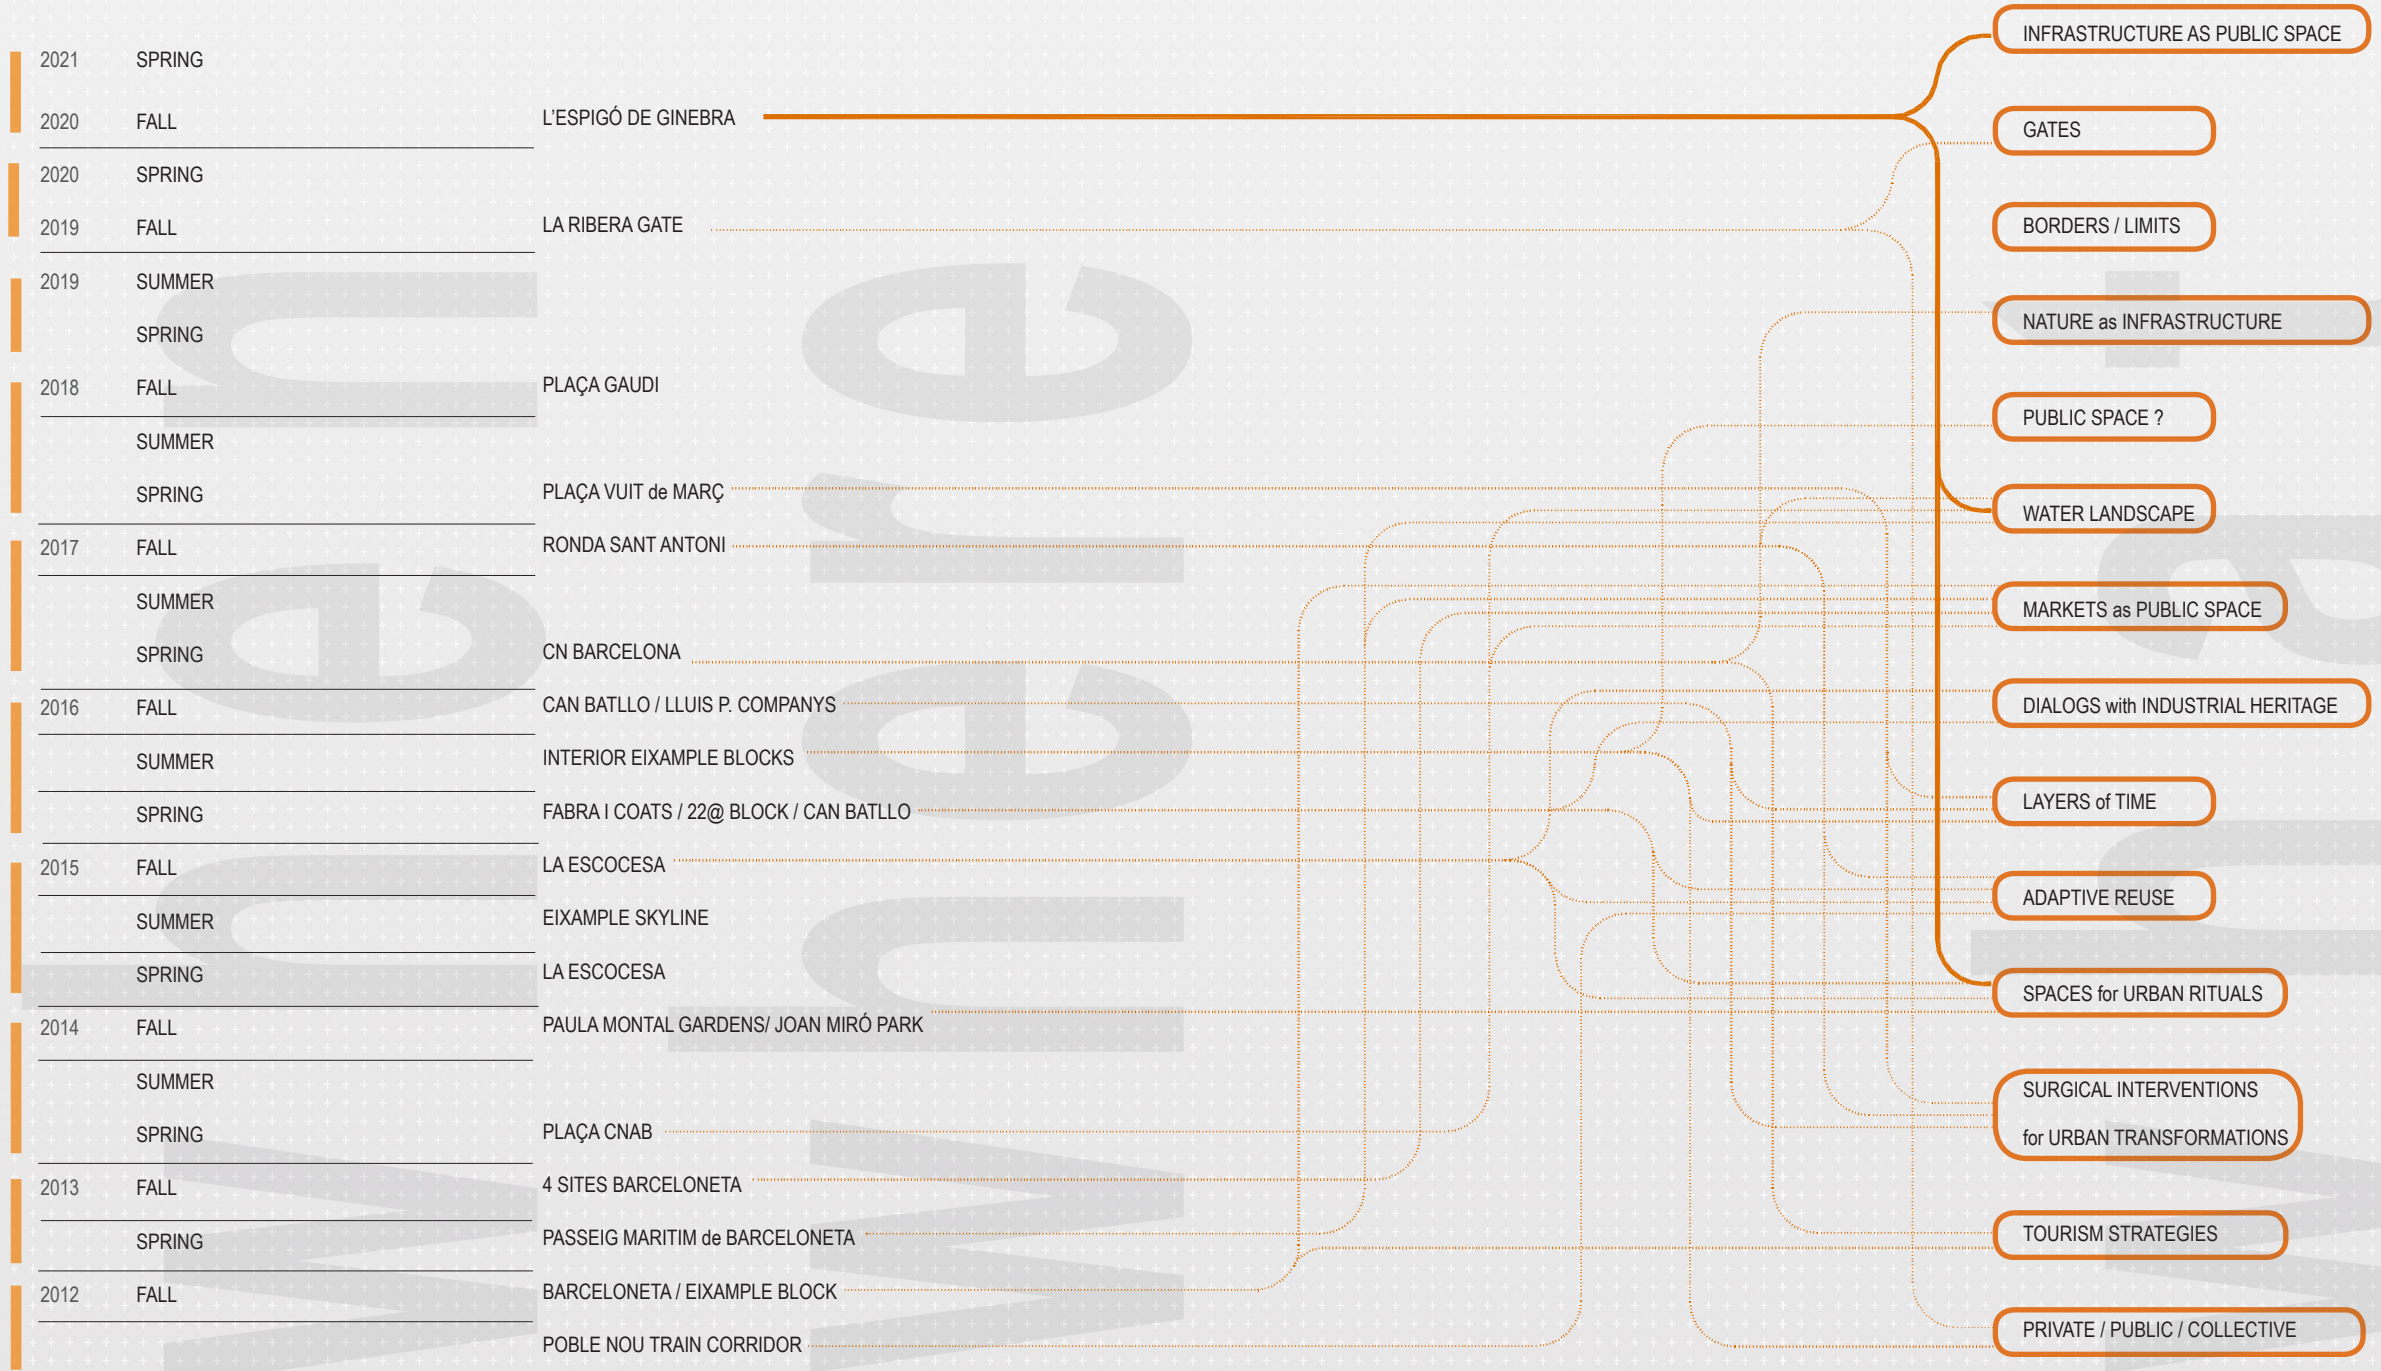 INFRASTRUCTURE AS PUBLIC SPACE
2021 SPRING
2020 FALL L'ESPIGÓ DE GINEBRA
GATES
2020 SPRING
2019 FALL LA RIBERA GATE
BORDERS / LIMITS
2019 SUMMER
NATURE as INFRASTRUCTURE
SPRING
2018 FALL PLAÇA GAUDI
PUBLIC SPACE ?
SUMMER
SPRING PLAÇA VUIT de MARÇ
WATER LANDSCAPE
2017 FALL RONDA SANT ANTONI
SUMMER
MARKETS as PUBLIC SPACE
SPRING CN BARCELONA
2016 FALL CAN BATLLO / LLUIS P. COMPANYS
DIALOGS with INDUSTRIAL HERITAGE
SUMMER INTERIOR EIXAMPLE BLOCKS
LAYERS of TIME
SPRING FABRA I COATS / 22@ BLOCK / CAN BATLLO
2015 FALL LA ESCOCESA
ADAPTIVE REUSE
SUMMER EIXAMPLE SKYLINE
SPRING LA ESCOCESA
SPACES for URBAN RITUALS
2014 FALL PAULA MONTAL GARDENS/ JOAN MIRÓ PARK
SUMMER
SURGICAL INTERVENTIONS
for URBAN TRANSFORMATIONS
SPRING PLAÇA CNAB
2013 FALL 4 SITES BARCELONETA
SPRING PASSEIG MARITIM de BARCELONETA
TOURISM STRATEGIES
2012 FALL BARCELONETA / EIXAMPLE BLOCK
PRIVATE / PUBLIC / COLLECTIVE
POBLE NOU TRAIN CORRIDOR
when
where